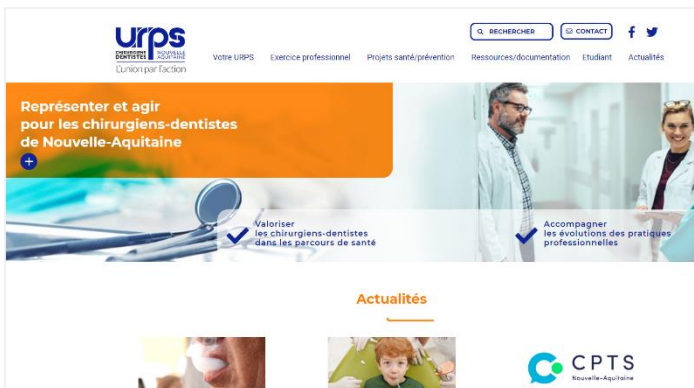 urps
CHIRURGIENS DENTISTES NOUVELLE AQUITAINE
L'union par l'action
RECHERCHER
CONTACT
Votre URPS
Exercice professionnel
Projets santé/prévention
Ressources/documentation
Etudiant
Actualités
Représenter et agir
pour les chirurgiens-dentistes
de Nouvelle-Aquitaine
Valoriser
les chirurgiens-dentistes
dans les parcours de santé
Accompagner
les évolutions des pratiques
professionnelles
Actualités
CPTS
Nouvelle-Aquitaine